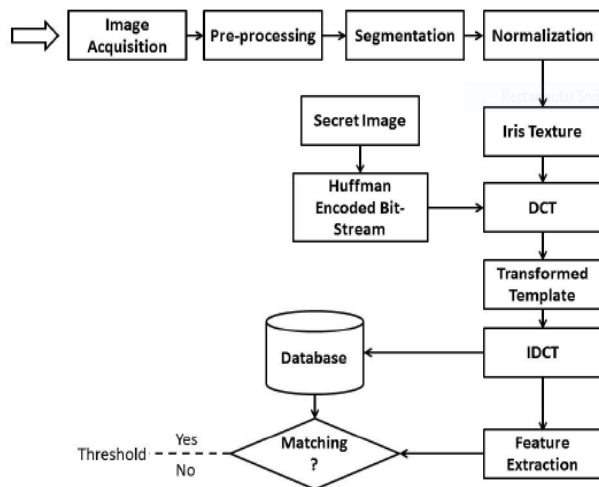 Image
Acquisition
Pre-processing
Segmentation
Normalization
Secret Image
Iris Texture
Huffman
Encoded Bit-
Stream
DCT
Transformed
Template
Database
IDCT
Matching
?
Feature
Extraction
Threshold
Yes
No